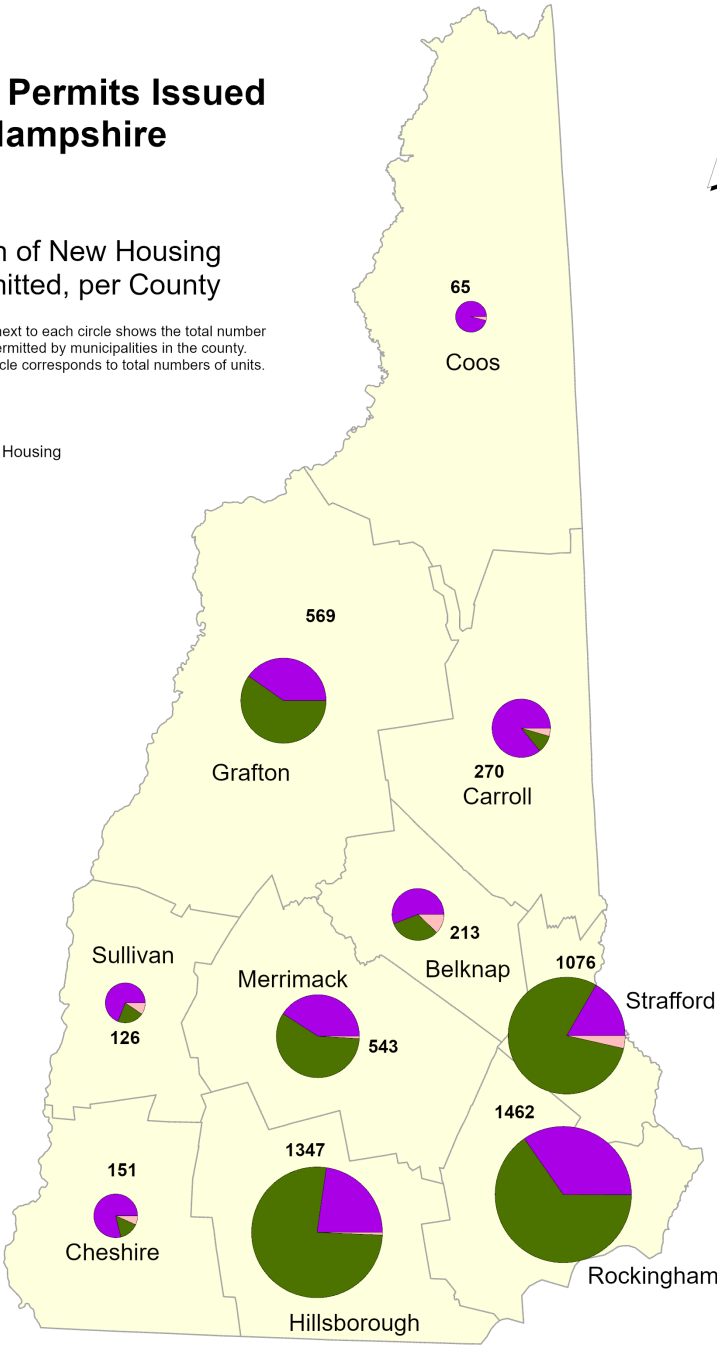 Permits Issued
Hampshire
of New Housing
mitted, per County
next to each circle shows the total number
ermitted by municipalities in the county.
cle corresponds to total numbers of units.
Housing
65
Coos
569
Grafton
270
Carroll
213
Belknap
Sullivan
126
Merrimack
543
1076
Strafford
1462
Rockingham
1347
Hillsborough
151
Cheshire